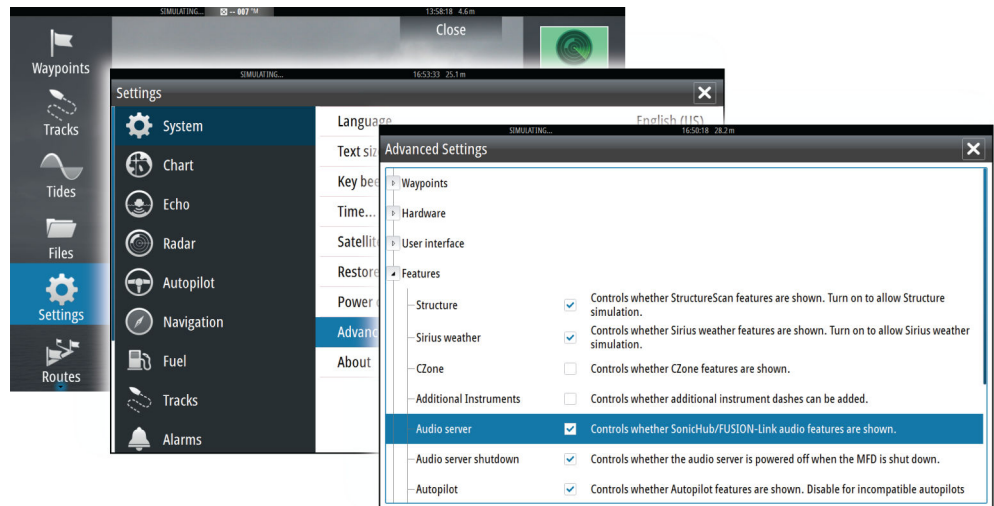 SIMULATING... -- 007 °M 13:58:18 4.6 m
Close
Waypoints
Tracks
Tides
Files
Settings
Routes
SIMULATING... 16:53:33 25.1 m
Settings
System
Chart
Echo
Radar
Autopilot
Navigation
Fuel
Tracks
Alarms
Language English (US)
Text siz
Key bee
Time...
Satellit
Restore
Power
Advanc
About
SIMULATING... 16:50:18 28.2 m
Advanced Settings
Waypoints
Hardware
User interface
Features
Structure Controls whether StructureScan features are shown. Turn on to allow Structure
simulation.
Sirius weather Controls whether Sirius weather features are shown. Turn on to allow Sirius weather
simulation.
CZone Controls whether CZone features are shown.
Additional Instruments Controls whether additional instrument dashes can be added.
Audio server Controls whether SonicHub/FUSION-Link audio features are shown.
Audio server shutdown Controls whether the audio server is powered off when the MFD is shut down.
Autopilot Controls whether Autopilot features are shown. Disable for incompatible autopilots